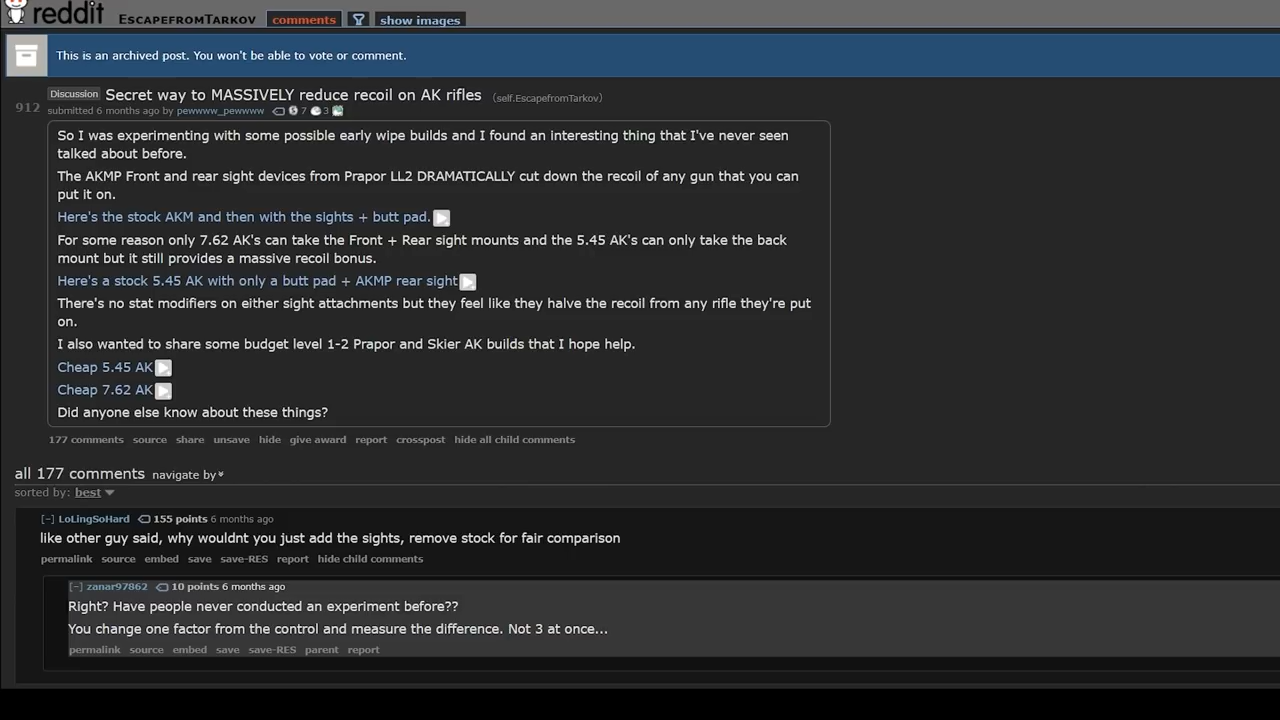 reddit EscapefromTarkov comments show images
This is an archived post. You won't be able to vote or comment.
912
Discussion Secret way to MASSIVELY reduce recoil on AK rifles (self.EscapefromTarkov)
submitted 6 months ago by pewwww_pewwww 7 3
So I was experimenting with some possible early wipe builds and I found an interesting thing that I've never seen
talked about before.
The AKMP Front and rear sight devices from Prapor LL2 DRAMATICALLY cut down the recoil of any gun that you can
put it on.
Here's the stock AKM and then with the sights + butt pad.
For some reason only 7.62 AK's can take the Front + Rear sight mounts and the 5.45 AK's can only take the back
mount but it still provides a massive recoil bonus.
Here's a stock 5.45 AK with only a butt pad + AKMP rear sight
There's no stat modifiers on either sight attachments but they feel like they halve the recoil from any rifle they're put
on.
I also wanted to share some budget level 1-2 Prapor and Skier AK builds that I hope help.
Cheap 5.45 AK
Cheap 7.62 AK
Did anyone else know about these things?
177 comments source share unsave hide give award report crosspost hide all child comments
all 177 comments navigate by
sorted by: best
[-] LoLingSoHard 155 points 6 months ago
like other guy said, why wouldnt you just add the sights, remove stock for fair comparison
permalink source embed save save-RES report hide child comments
[-] zanar97862 10 points 6 months ago
Right? Have people never conducted an experiment before??
You change one factor from the control and measure the difference. Not 3 at once...
permalink source embed save save-RES parent report